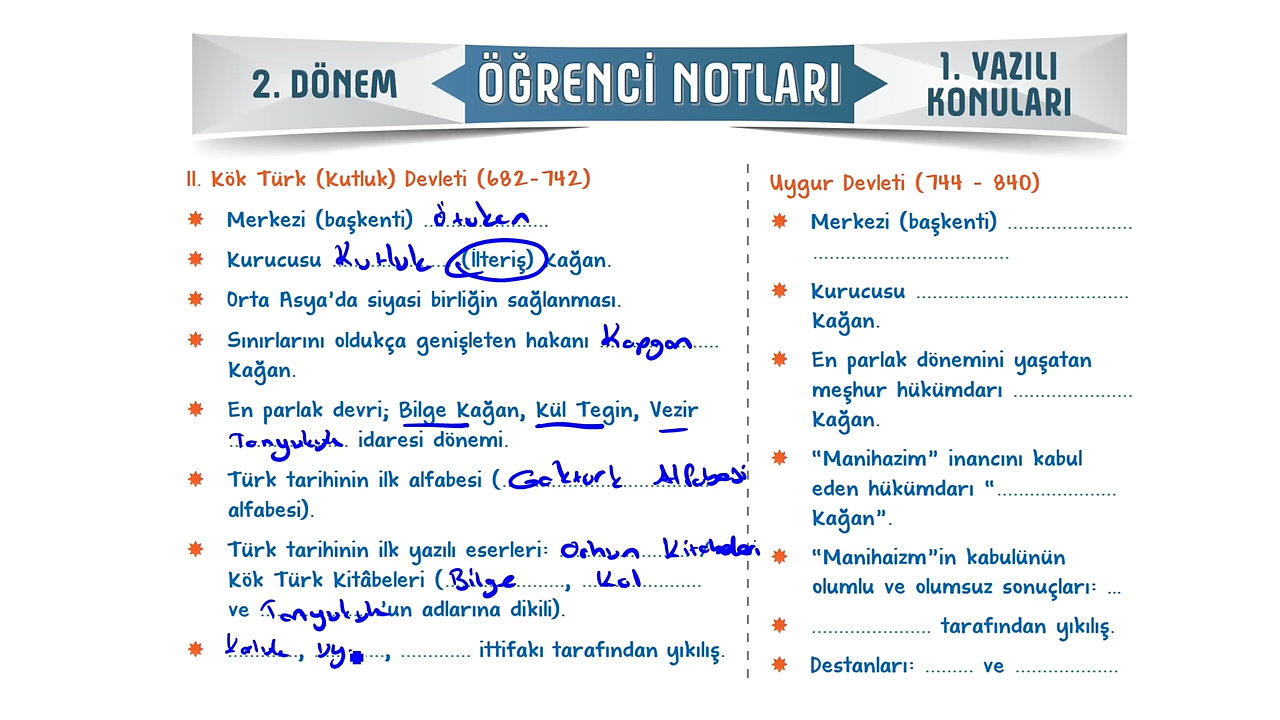 2. DÖNEM
ÖĞRENCİ NOTLARI
1. YAZILI
KONULARI
II. Kök Türk (Kutluk) Devleti (682-742)
Merkezi (başkenti) Ötüken
Kurucusu Kutluk (İlteriş) Kağan.
Orta Asya'da siyasi birliğin sağlanması.
Sınırlarını oldukça genişleten hakanı Kapgan
Kağan.
En parlak devri; Bilge Kağan, Kül Tegin, Vezir
Tonyukuk idaresi dönemi.
Türk tarihinin ilk alfabesi ( Göktürk Alfabesi
alfabesi).
Türk tarihinin ilk yazılı eserleri: Orhun Kitabeleri
Kök Türk Kitâbeleri ( Bilge, Kül
ve Tonyukuk'un adlarına dikili).
, Uy, ............ ittifakı tarafından yıkılış.
Uygur Devleti (744 - 840)
Merkezi (başkenti) ......................
...................................
Kurucusu .....................................
Kağan.
En parlak dönemini yaşatan
meşhur hükümdarı .....................
Kağan.
"Manihazim" inancını kabul
eden hükümdarı ".....................
Kağan".
"Manihaizm"in kabulünün
olumlu ve olumsuz sonuçları: ...
..................... tarafından yıkılış.
Destanları: ........ ve ..................